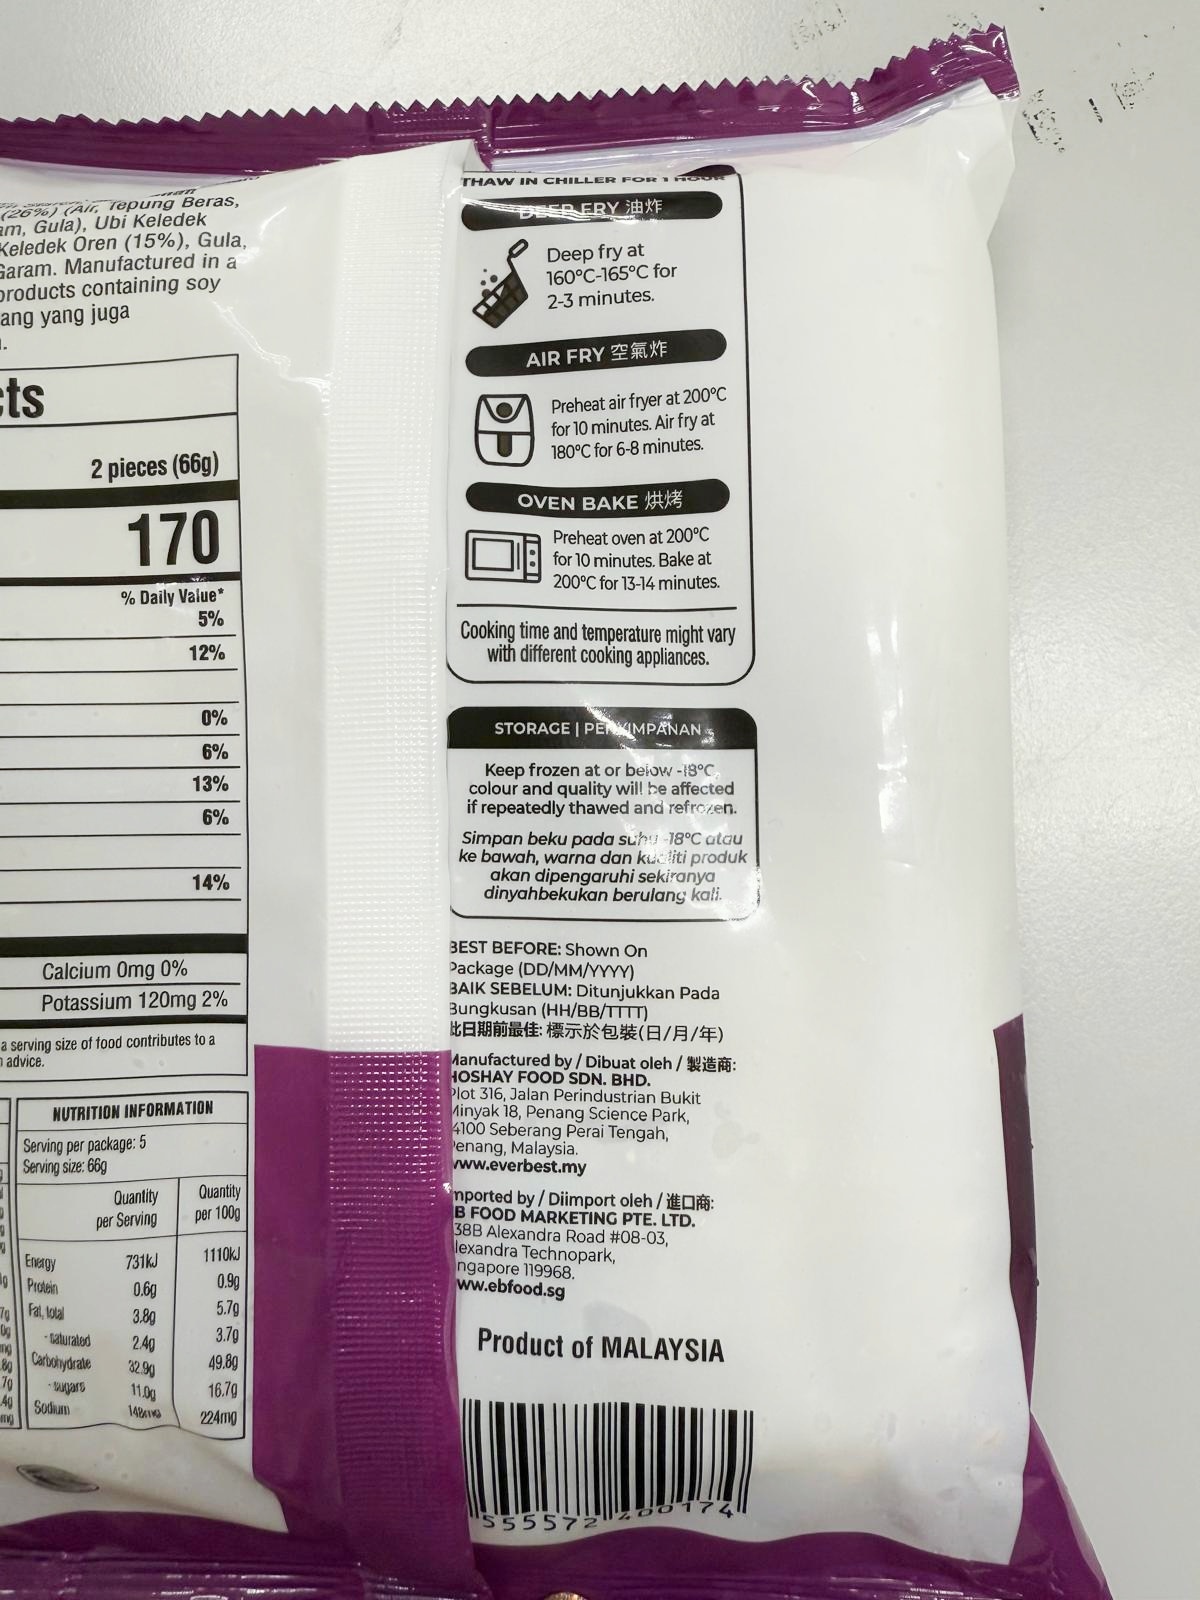 (26%) (Air, Tepung Beras,
Gula), Ubi Keledek
Keledek Oren (15%), Gula,
Garam. Manufactured in a
products containing soy
yang juga
2 pieces (66g)
170
% Daily Value*
5%
12%
0%
6%
13%
6%
14%
Calcium 0mg 0%
Potassium 120mg 2%
a serving size of food contributes to a
advice.
NUTRITION INFORMATION
Serving per package: 5
Serving size: 66g
Quantity per Serving Quantity per 100g
Energy 731kJ 1110kJ
Protein 0.6g 0.9g
Fat, total 3.8g 5.7g
- saturated 2.4g 3.7g
Carbohydrate 32.9g 49.8g
- sugars 11.0g 16.7g
Sodium 148mg 224mg
THAW IN CHILLER FOR 1 HOUR
DEEP FRY 油炸
Deep fry at
160°C-165°C for
2-3 minutes.
AIR FRY 空氣炸
Preheat air fryer at 200°C
for 10 minutes. Air fry at
180°C for 6-8 minutes.
OVEN BAKE 烘烤
Preheat oven at 200°C
for 10 minutes. Bake at
200°C for 13-14 minutes.
Cooking time and temperature might vary
with different cooking appliances.
STORAGE | PENYIMPANAN
Keep frozen at or below -18°C,
colour and quality will be affected
if repeatedly thawed and refrozen.
Simpan beku pada suhu -18°C atau
ke bawah, warna dan kualiti produk
akan dipengaruhi sekiranya
dinyahbekukan berulang kali.
BEST BEFORE: Shown On
Package (DD/MM/YYYY)
BAIK SEBELUM: Ditunjukkan Pada
Bungkusan (HH/BB/TTTT)
此日期前最佳: 標示於包裝(日/月/年)
Manufactured by / Dibuat oleh / 製造商:
HOSHAY FOOD SDN. BHD.
Plot 316, Jalan Perindustrian Bukit
Minyak 18, Penang Science Park,
4100 Seberang Perai Tengah,
Penang, Malaysia.
www.everbest.my
mported by / Diimport oleh / 進口商:
B FOOD MARKETING PTE. LTD.
38B Alexandra Road #08-03,
lexandra Technopark,
ngapore 119968.
www.ebfood.sg
Product of MALAYSIA
555572 400174